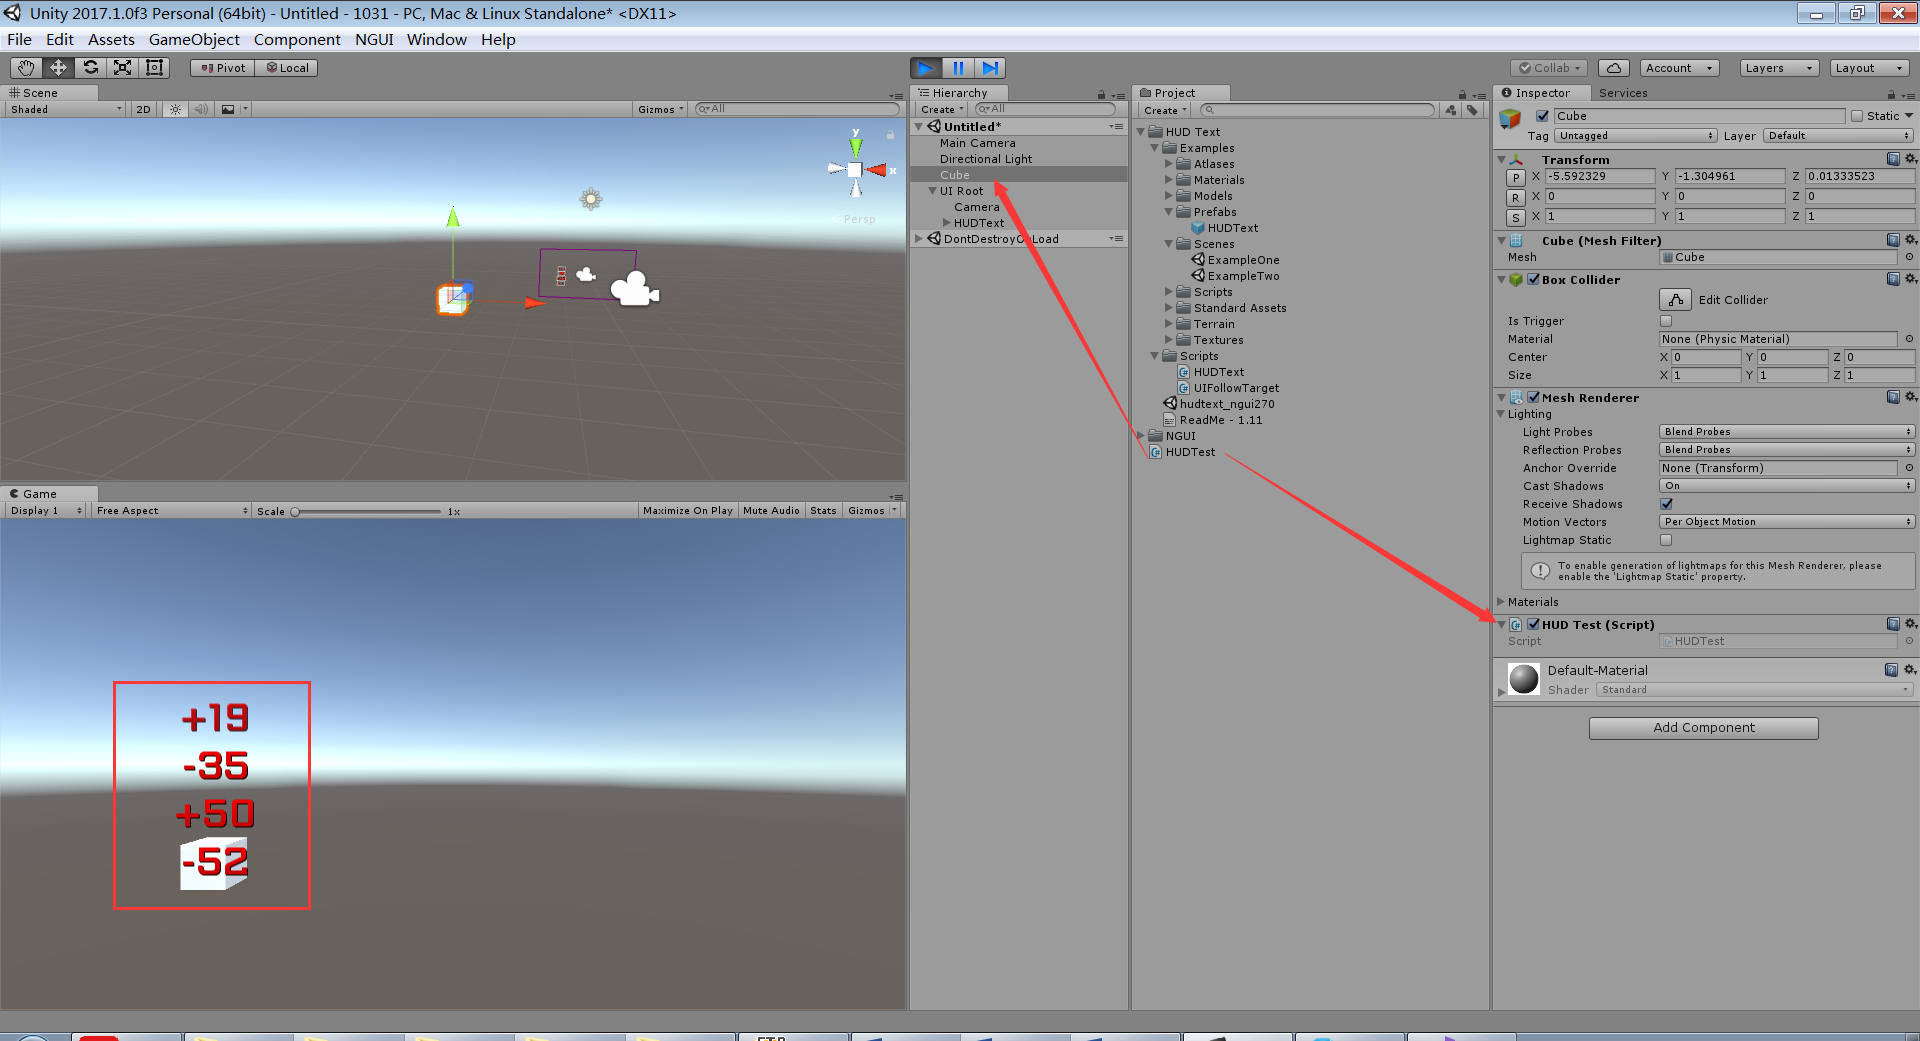 Unity 2017.1.0f3 Personal (64bit) - Untitled - 1031 - PC, Mac & Linux Standalone* <DX11>
File Edit Assets GameObject Component NGUI Window Help
Pivot Local
Collab Account Layers Layout
Scene
Shaded 2D Gizmos All
y
x
Persp
Game
Display 1 Free Aspect Scale 1x Maximize On Play Mute Audio Stats Gizmos
+19
-35
+50
-52
Hierarchy
Create All
Untitled*
Main Camera
Directional Light
Cube
UI Root
Camera
HUDText
DontDestroyOnLoad
Project
Create
HUD Text
Examples
Atlases
Materials
Models
Prefabs
HUDText
Scenes
ExampleOne
ExampleTwo
Scripts
Standard Assets
Terrain
Textures
Scripts
HUDText
UIFollowTarget
hudtext_ngui270
ReadMe - 1.11
NGUI
HUDTest
Inspector Services
Cube Static
Tag Untagged Layer Default
Transform
P X -5.592329 Y -1.304961 Z 0.01333523
R X 0 Y 0 Z 0
S X 1 Y 1 Z 1
Cube (Mesh Filter)
Mesh Cube
Box Collider
Edit Collider
Is Trigger
Material None (Physic Material)
Center X 0 Y 0 Z 0
Size X 1 Y 1 Z 1
Mesh Renderer
Lighting
Light Probes Blend Probes
Reflection Probes Blend Probes
Anchor Override None (Transform)
Cast Shadows On
Receive Shadows
Motion Vectors Per Object Motion
Lightmap Static
To enable generation of lightmaps for this Mesh Renderer, please
enable the 'Lightmap Static' property.
Materials
HUD Test (Script)
Script HUDTest
Default-Material
Shader Standard
Add Component